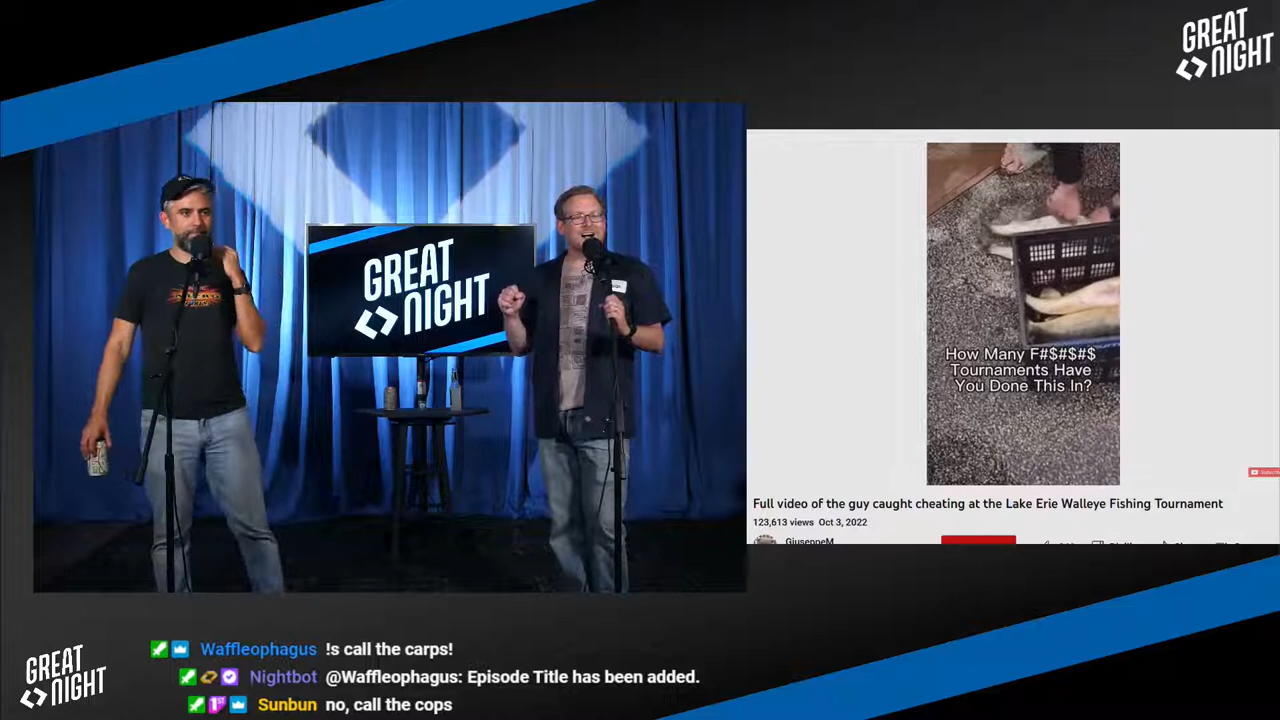 GREAT
NIGHT
GREAT
NIGHT
How Many F#$#$#$
Tournaments Have
You Done This In?
Full video of the guy caught cheating at the Lake Erie Walleye Fishing Tournament
123,613 views Oct 3, 2022
GiuseppeM
GREAT
NIGHT
Waffleophagus !s call the carps!
Nightbot @Waffleophagus: Episode Title has been added.
1ST Sunbun no, call the cops